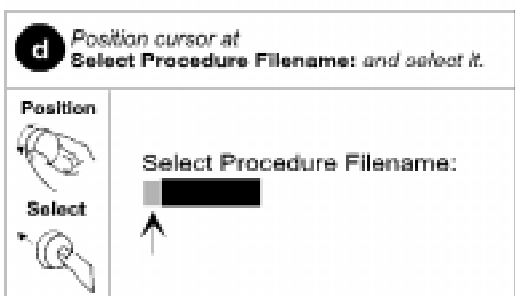 d
Position cursor at
Select Procedure Filename: and select it.
Position
Select Procedure Filename:
Select